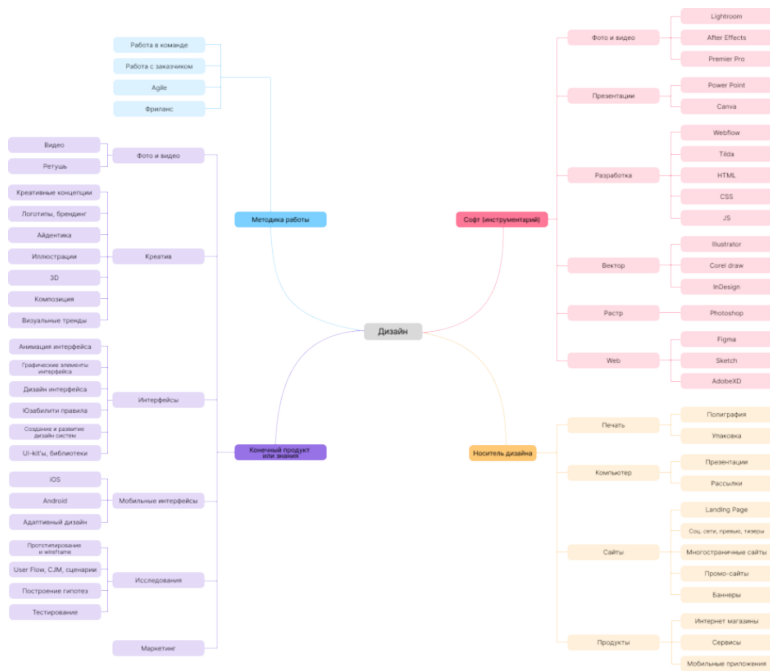 Дизайн
Методика работы
Работа в команде
Работа с заказчиком
Agile
Фриланс
Конечный продукт
или знания
Фото и видео
Видео
Ретушь
Креатив
Креативные концепции
Логотипы, брендинг
Айдентика
Иллюстрации
3D
Композиция
Визуальные тренды
Интерфейсы
Анимация интерфейса
Графические элементы
интерфейса
Дизайн интерфейса
Юзабилити правила
Создание и развитие
дизайн систем
UI-kit'ы, библиотеки
Мобильные интерфейсы
iOS
Android
Адаптивный дизайн
Исследования
Прототипирование
и wireframe
User Flow, CJM, сценарии
Построение гипотез
Тестирование
Маркетинг
Софт (инструментарий)
Фото и видео
Lightroom
After Effects
Premier Pro
Презентации
Power Point
Canva
Разработка
Webflow
Tilda
HTML
CSS
JS
Вектор
Illustrator
Corel draw
InDesign
Растр
Photoshop
Web
Figma
Sketch
AdobeXD
Носитель дизайна
Печать
Полиграфия
Упаковка
Компьютер
Презентации
Рассылки
Сайты
Landing Page
Соц. сети, превью, тизеры
Многостраничные сайты
Промо-сайты
Баннеры
Продукты
Интернет магазины
Сервисы
Мобильные приложения